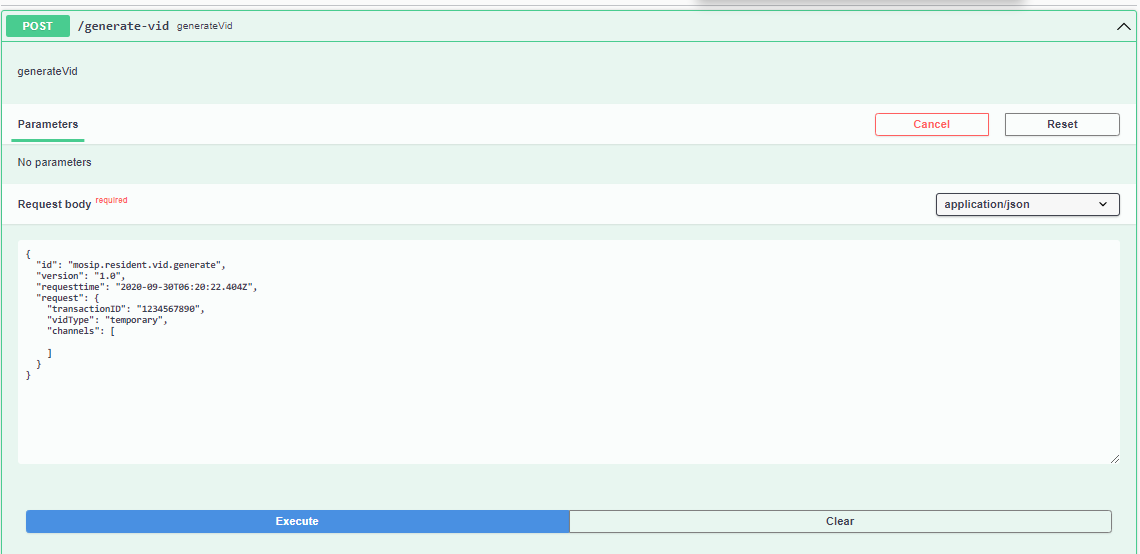 POST /generate-vid generateVid
generateVid
Parameters Cancel Reset
No parameters
Request body required application/json
{
"id": "mosip.resident.vid.generate",
"version": "1.0",
"requesttime": "2020-09-30T06:20:22.404Z",
"request": {
"transactionID": "1234567890",
"vidType": "temporary",
"channels": [
]
}
}
Execute Clear